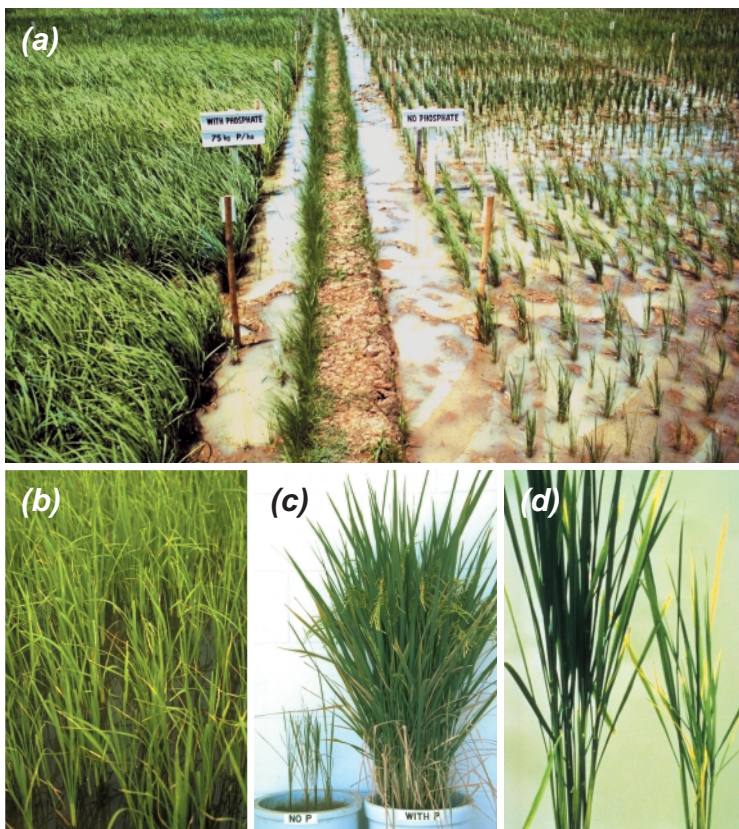 (a)
WITH PHOSPHATE
75 kg P/ha
NO PHOSPHATE
(b)
(c)
(d)
NO P
WITH P